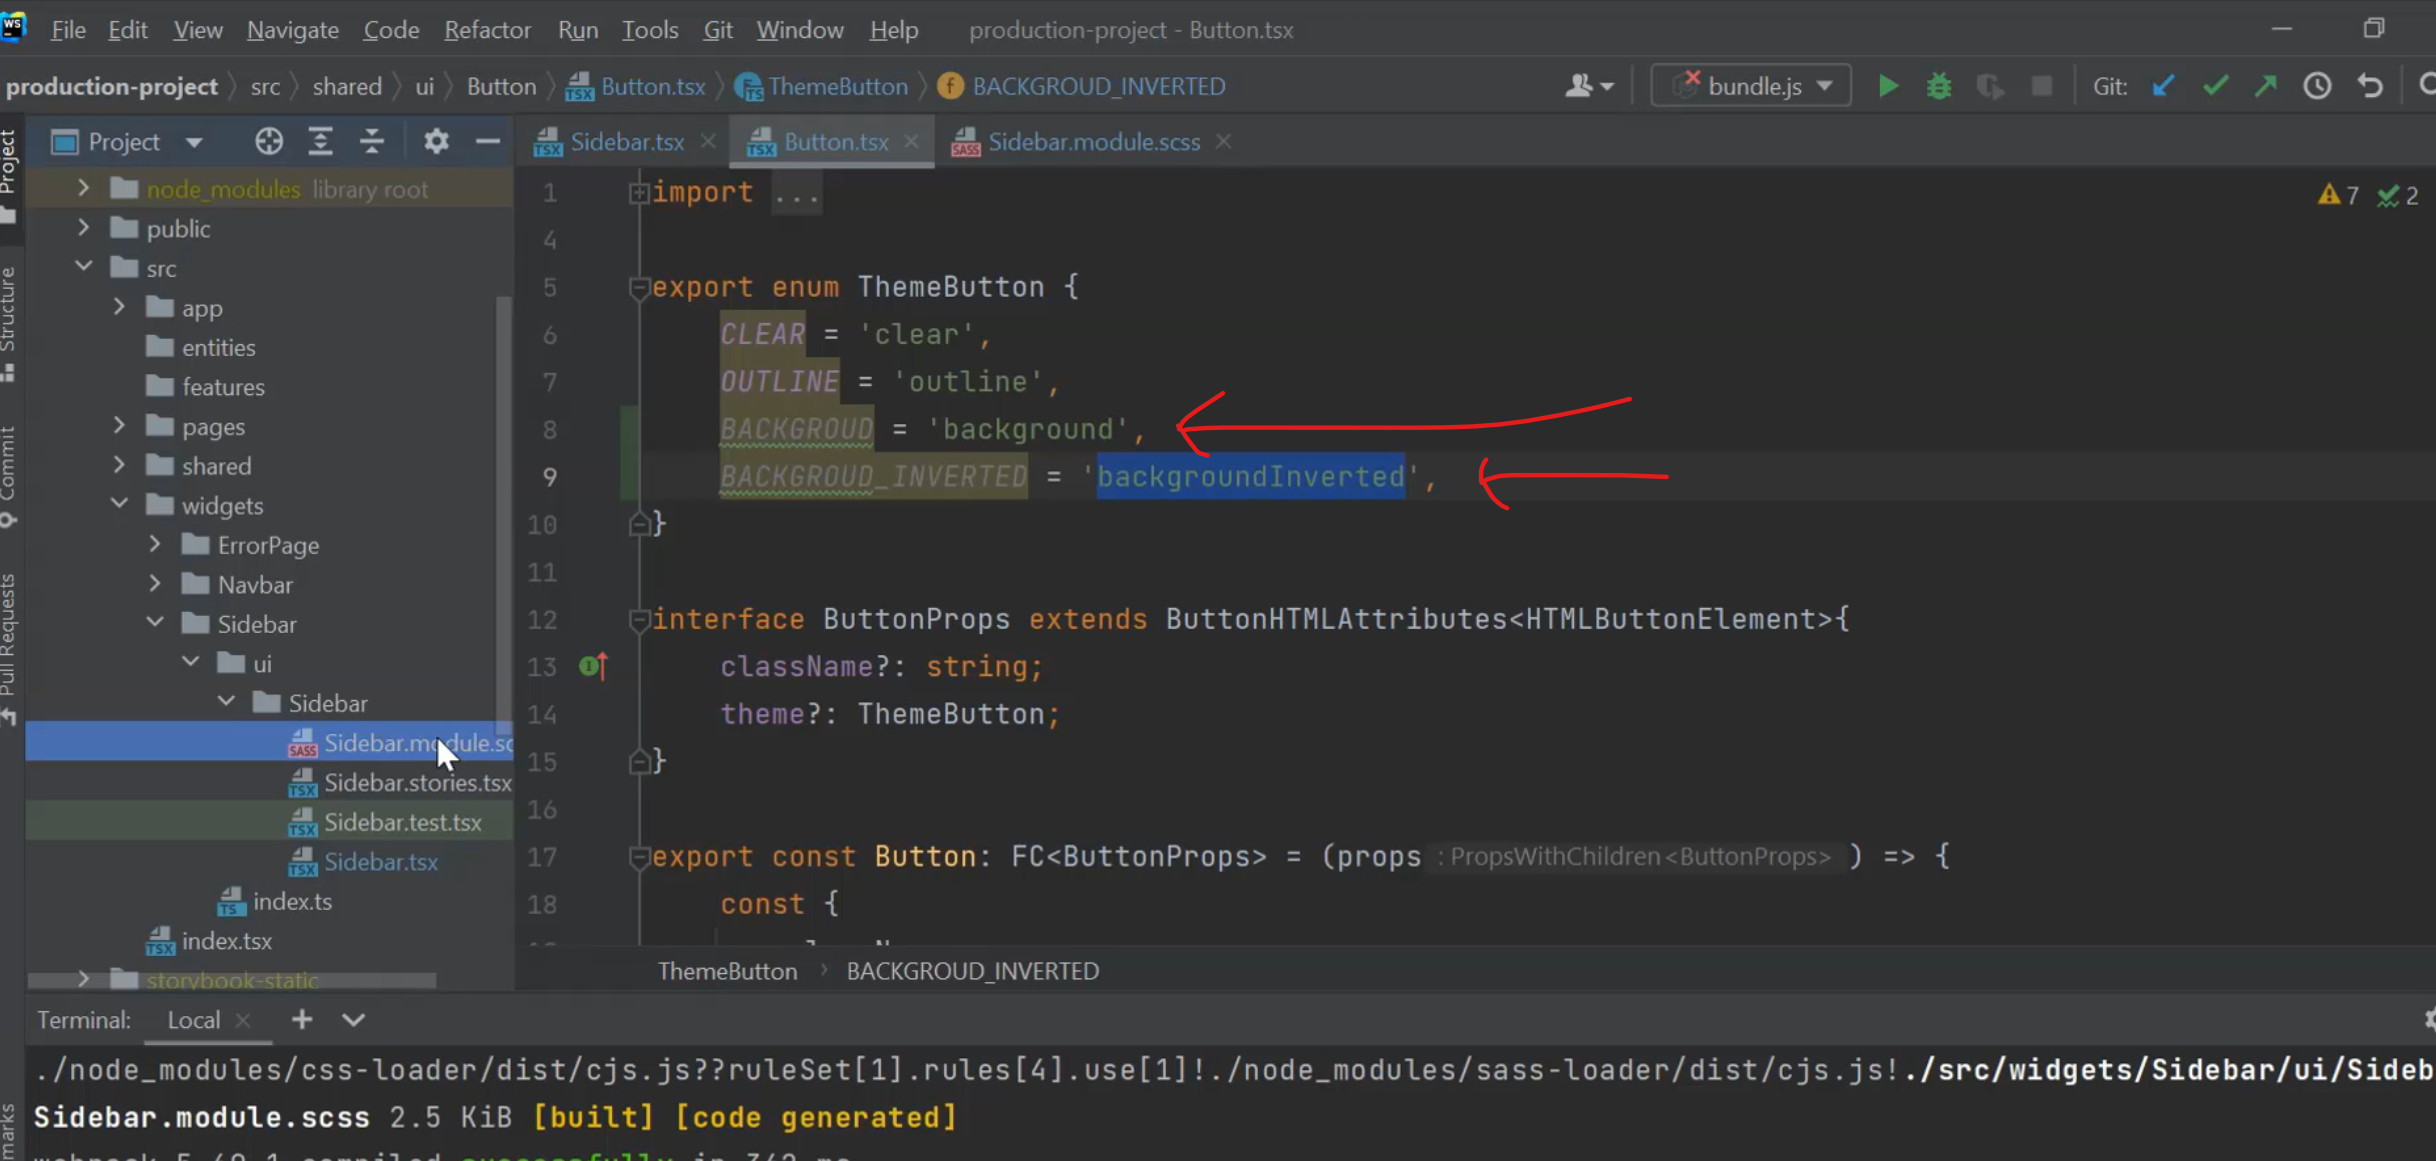 File Edit View Navigate Code Refactor Run Tools Git Window Help production-project - Button.tsx
production-project src shared ui Button Button.tsx ThemeButton BACKGROUD_INVERTED bundle.js Git:
Project
Sidebar.tsx Button.tsx Sidebar.module.scss
node_modules library root
public
src
app
entities
features
pages
shared
widgets
ErrorPage
Navbar
Sidebar
ui
Sidebar
Sidebar.module.sc
Sidebar.stories.tsx
Sidebar.test.tsx
Sidebar.tsx
index.ts
index.tsx
storybook-static
Project
Structure
Commit
Pull Requests
marks
1 import ...
7 2
4
5 export enum ThemeButton {
6 CLEAR = 'clear',
7 OUTLINE = 'outline',
8 BACKGROUD = 'background',
9 BACKGROUD_INVERTED = 'backgroundInverted',
10 }
11
12 interface ButtonProps extends ButtonHTMLAttributes<HTMLButtonElement>{
13 className?: string;
14 theme?: ThemeButton;
15 }
16
17 export const Button: FC<ButtonProps> = (props : PropsWithChildren<ButtonProps> ) => {
18 const {
ThemeButton BACKGROUD_INVERTED
Terminal: Local
./node_modules/css-loader/dist/cjs.js??ruleSet[1].rules[4].use[1]!./node_modules/sass-loader/dist/cjs.js!./src/widgets/Sidebar/ui/Sideb
Sidebar.module.scss 2.5 KiB [built] [code generated]